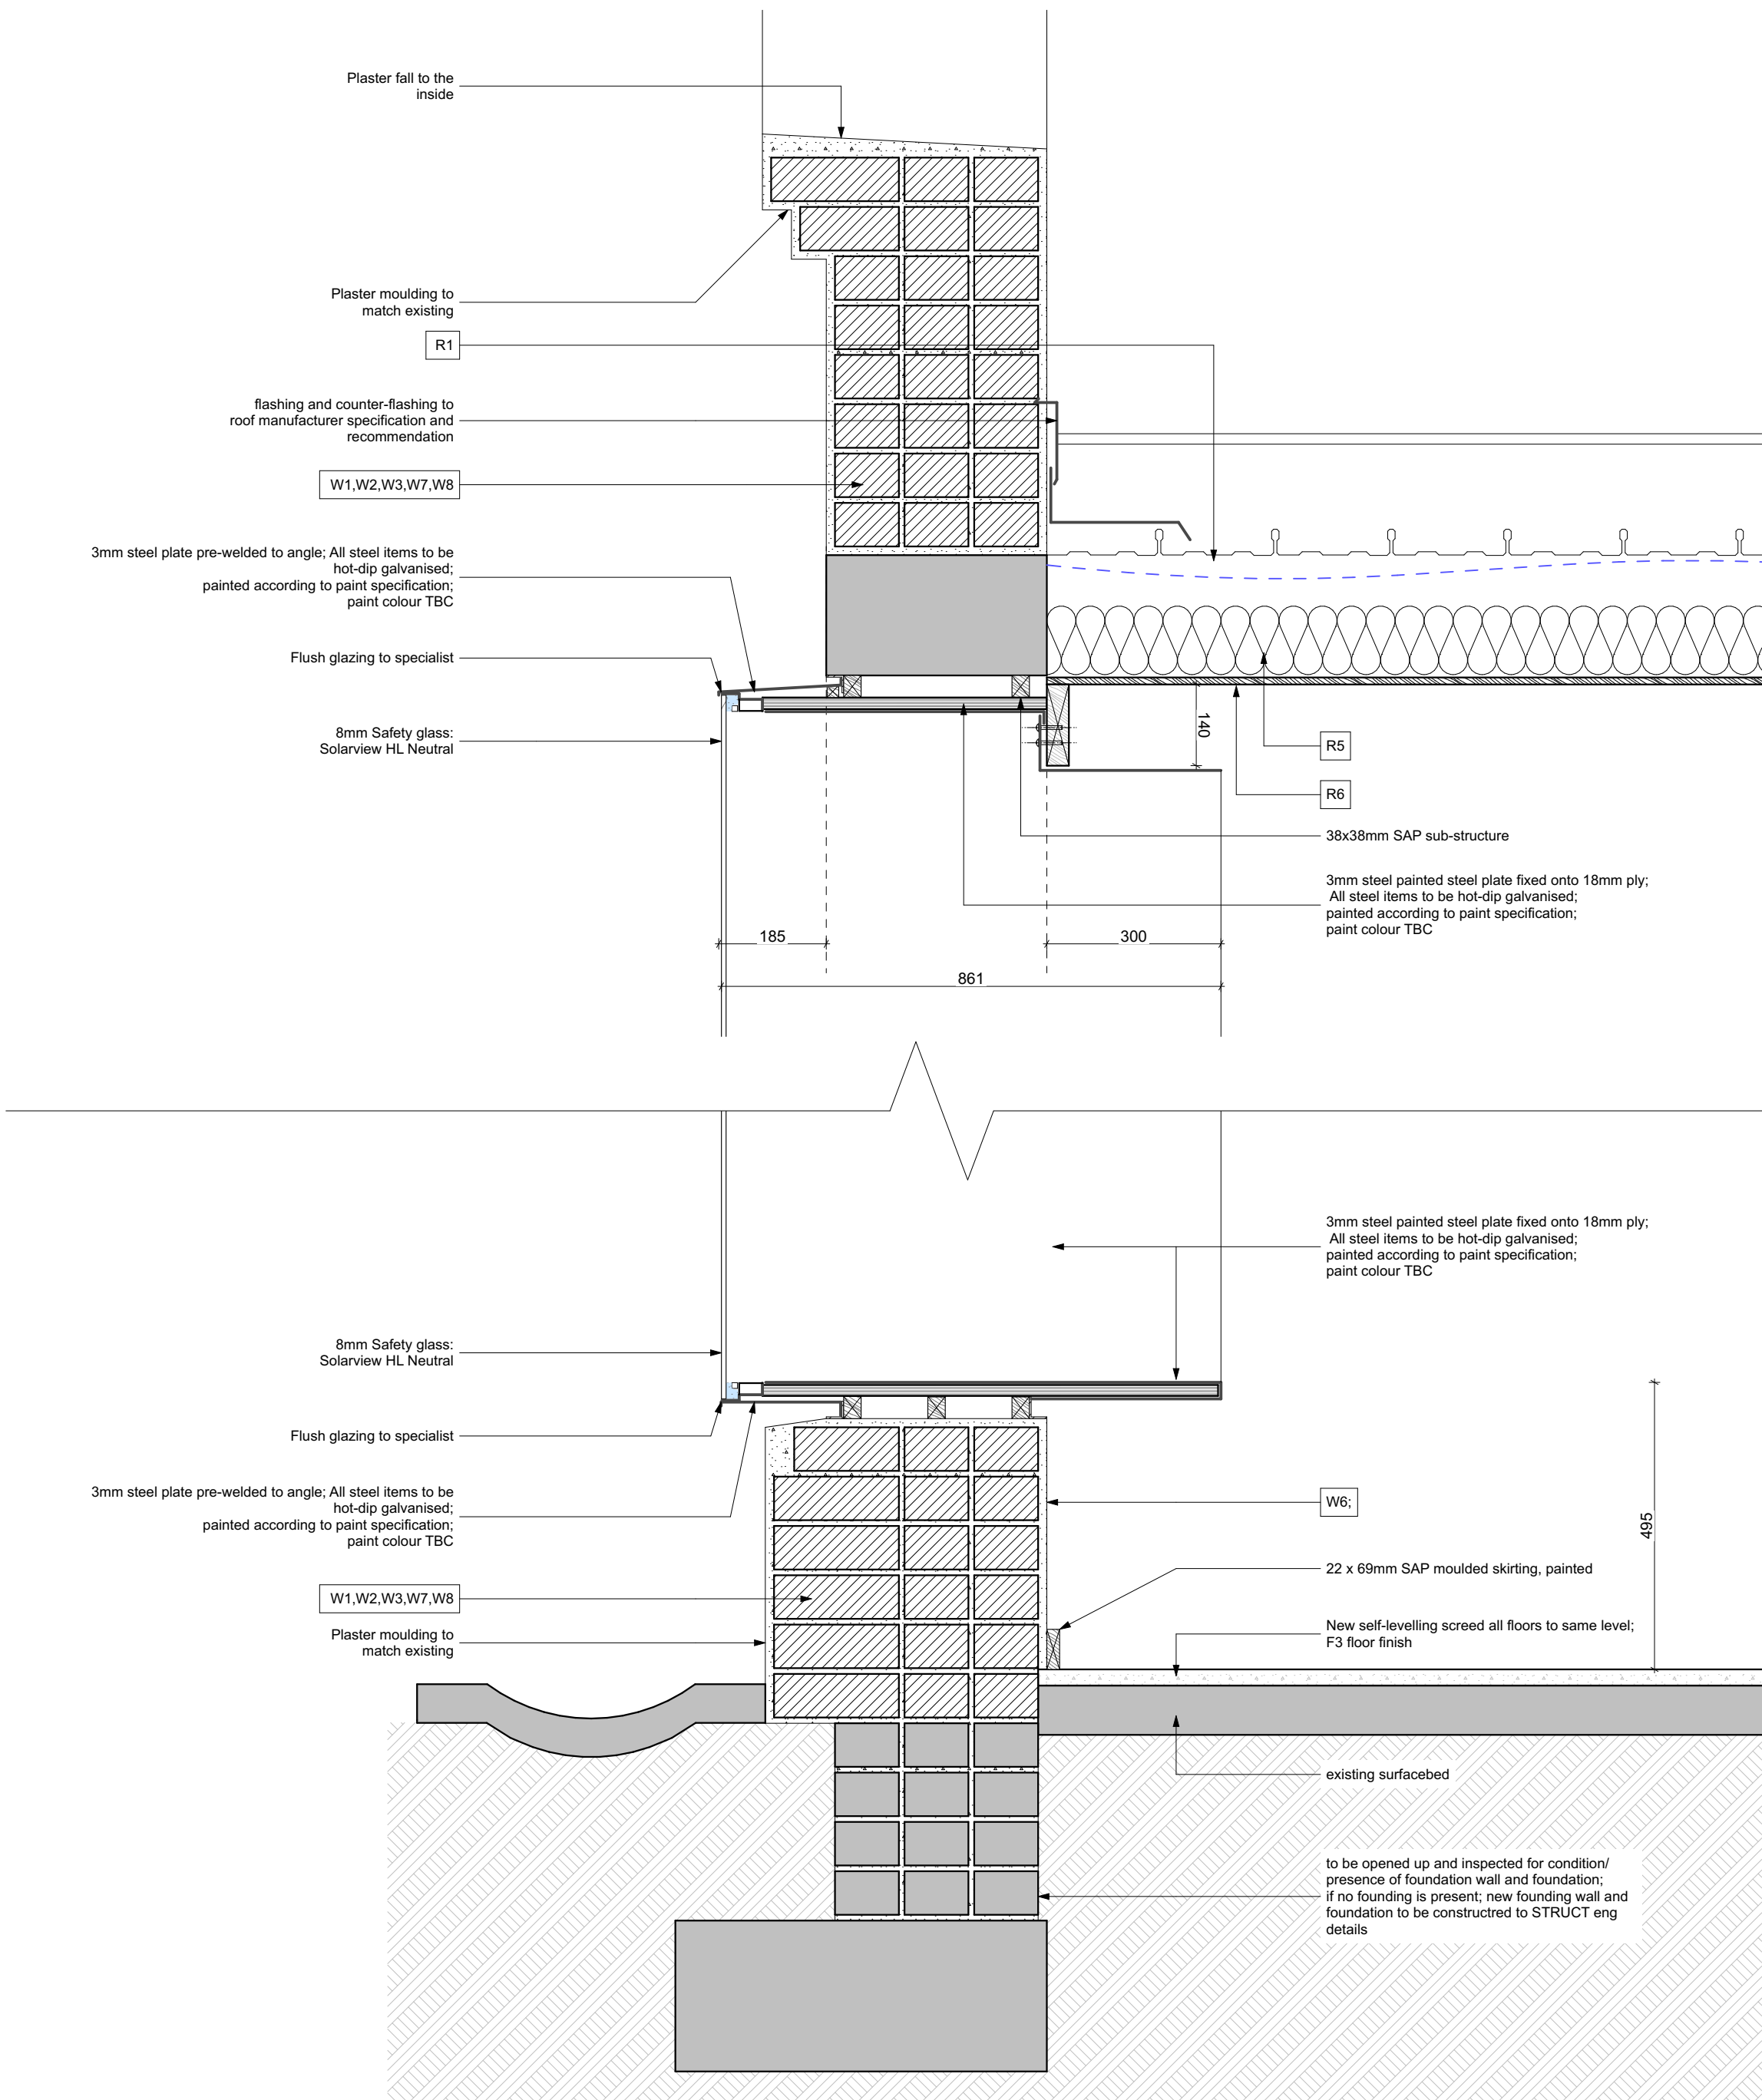 Plaster fall to the
inside
Plaster moulding to
match existing
R1
flashing and counter-flashing to
roof manufacturer specification and
recommendation
W1,W2,W3,W7,W8
3mm steel plate pre-welded to angle; All steel items to be
hot-dip galvanised;
painted according to paint specification;
paint colour TBC
Flush glazing to specialist
8mm Safety glass:
Solarview HL Neutral
140
R5
R6
38x38mm SAP sub-structure
3mm steel painted steel plate fixed onto 18mm ply;
All steel items to be hot-dip galvanised;
painted according to paint specification;
paint colour TBC
185
300
861
3mm steel painted steel plate fixed onto 18mm ply;
All steel items to be hot-dip galvanised;
painted according to paint specification;
paint colour TBC
8mm Safety glass:
Solarview HL Neutral
Flush glazing to specialist
3mm steel plate pre-welded to angle; All steel items to be
hot-dip galvanised;
painted according to paint specification;
paint colour TBC
W6;
495
22 x 69mm SAP moulded skirting, painted
W1,W2,W3,W7,W8
Plaster moulding to
match existing
New self-levelling screed all floors to same level;
F3 floor finish
existing surfacebed
to be opened up and inspected for condition/
presence of foundation wall and foundation;
if no founding is present; new founding wall and
foundation to be constructred to STRUCT eng
details